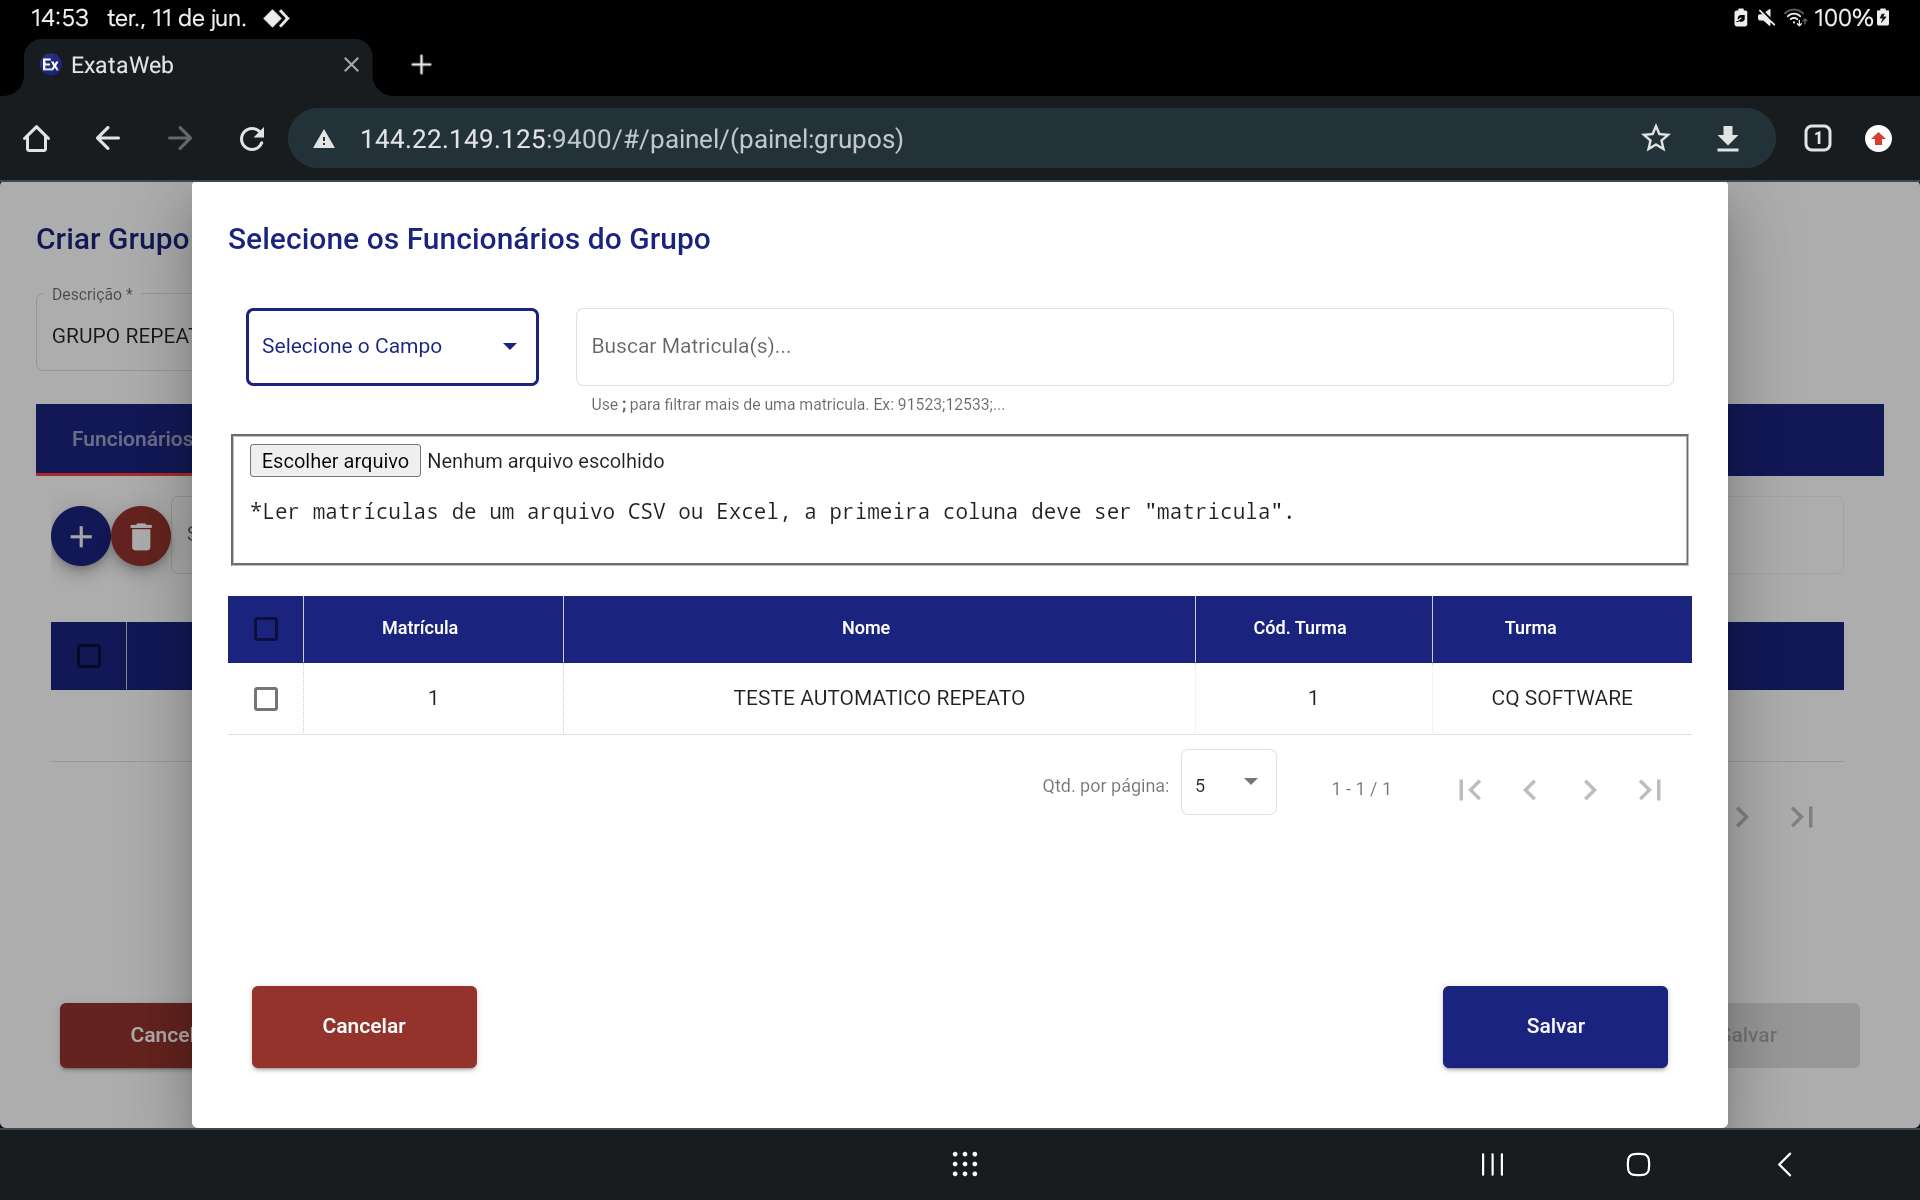 14:53 ter., 11 de jun.
100%
Ex ExataWeb
144.22.149.125:9400/#/painel/(painel:grupos)
1
Criar Grupo
Selecione os Funcionários do Grupo
Descrição *
GRUPO REPEAT
Selecione o Campo
Buscar Matricula(s)...
Use ; para filtrar mais de uma matricula. Ex: 91523;12533;...
Funcionários
Escolher arquivo Nenhum arquivo escolhido
*Ler matrículas de um arquivo CSV ou Excel, a primeira coluna deve ser "matricula".
Matrícula Nome Cód. Turma Turma
1 TESTE AUTOMATICO REPEATO 1 CQ SOFTWARE
Qtd. por página: 5 1 - 1 / 1
Cancelar Salvar
Cancel alvar